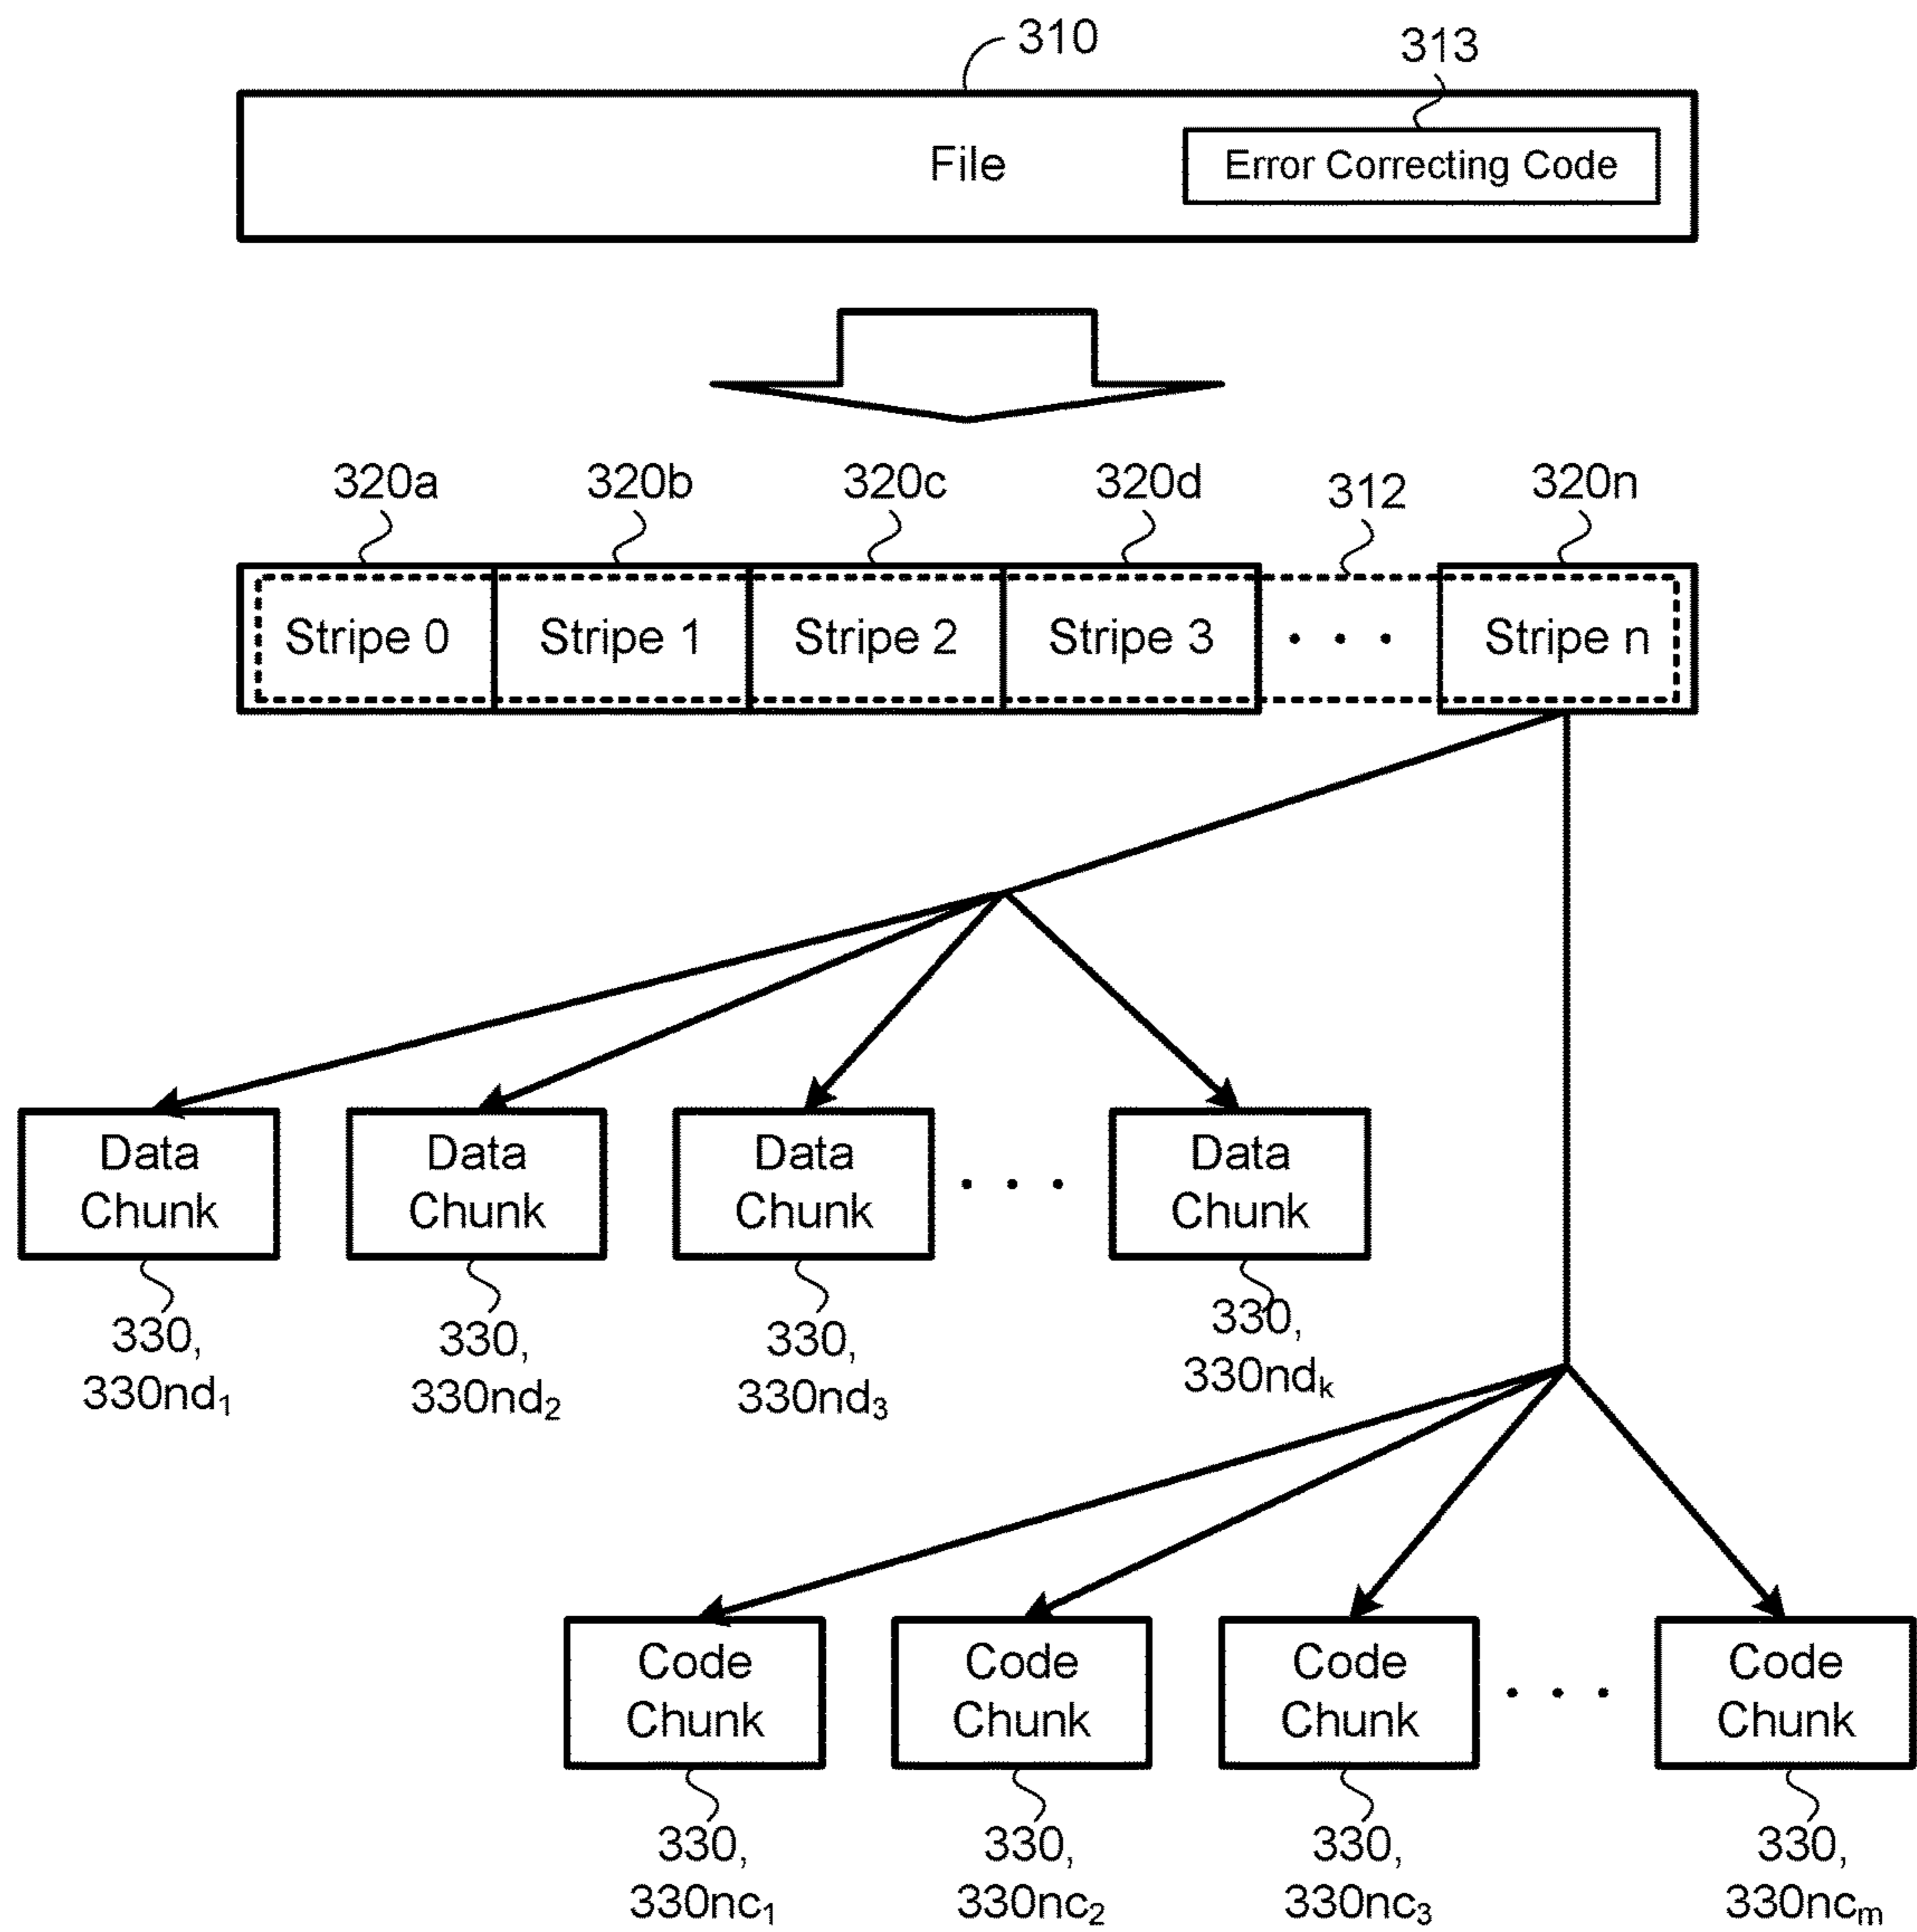 310
313
File
Error Correcting Code
320a 320b 320c 320d 312 320n
Stripe 0 Stripe 1 Stripe 2 Stripe 3 • • • Stripe n
Data Chunk
Data Chunk
Data Chunk
• • •
Data Chunk
330,
330nd₁
330,
330nd₂
330,
330nd₃
330,
330ndₖ
Code Chunk
Code Chunk
Code Chunk
• • •
Code Chunk
330,
330nc₁
330,
330nc₂
330,
330nc₃
330,
330ncₘ